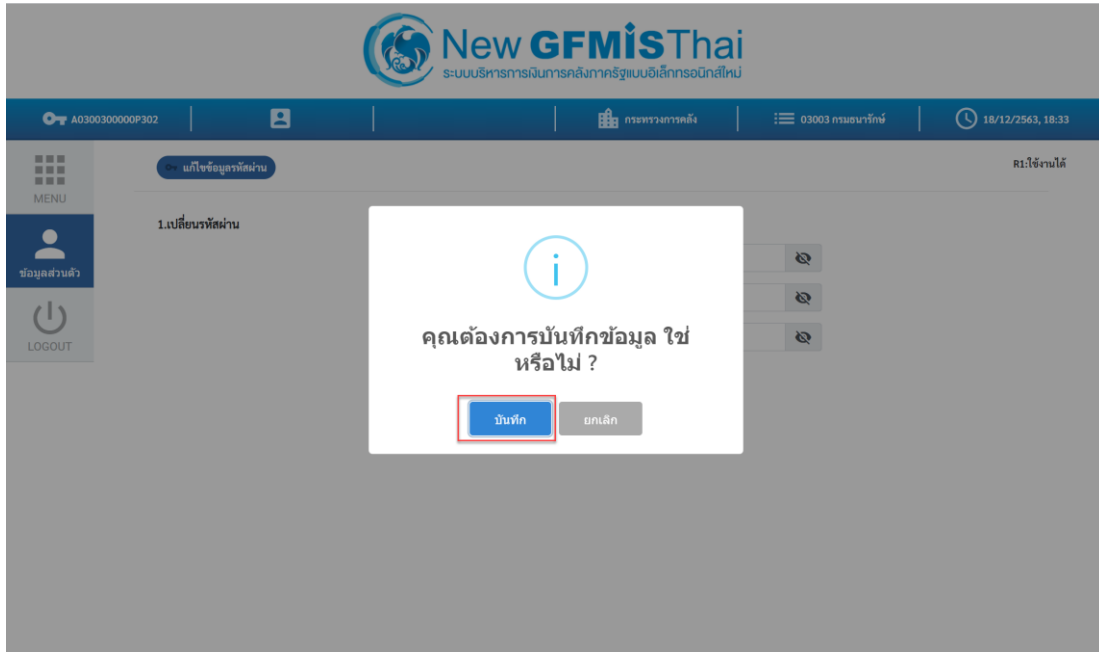 New GFMISThai
ระบบบริหารการเงินการคลังภาครัฐแบบอิเล็กทรอนิกส์ใหม่
A0300300000P302
กระทรวงการคลัง
03003 กรมธนารักษ์
18/12/2563, 18:33
MENU
แก้ไขข้อมูลรหัสผ่าน
R1:ใช้งานได้
1.เปลี่ยนรหัสผ่าน
ข้อมูลส่วนตัว
LOGOUT
คุณต้องการบันทึกข้อมูล ใช่
หรือไม่ ?
บันทึก
ยกเลิก